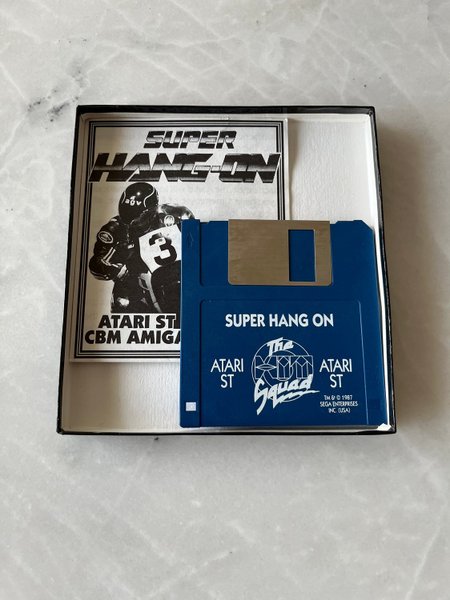 SUPER
HANG-ON
3
ATARI ST
CBM AMIGA
SUPER HANG ON
The
Squad
ATARI
ST
ATARI
ST
TM & © 1987
SEGA ENTERPRISES
INC. (USA)